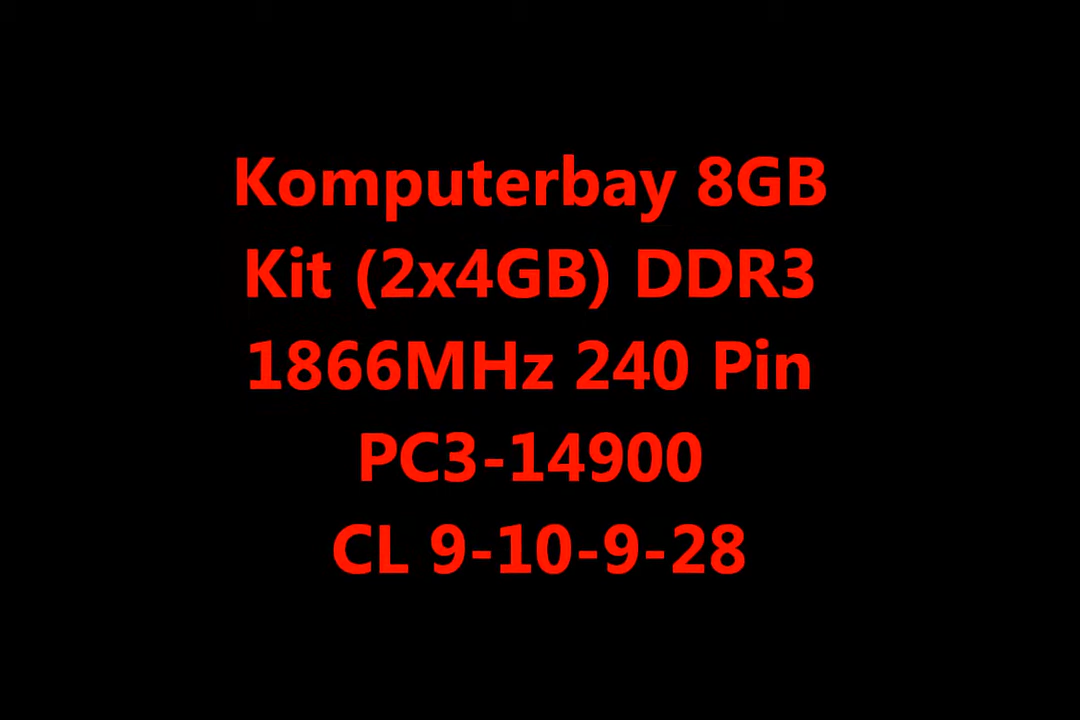 Komputerbay 8GB
Kit (2x4GB) DDR3
1866MHz 240 Pin
PC3-14900
CL 9-10-9-28